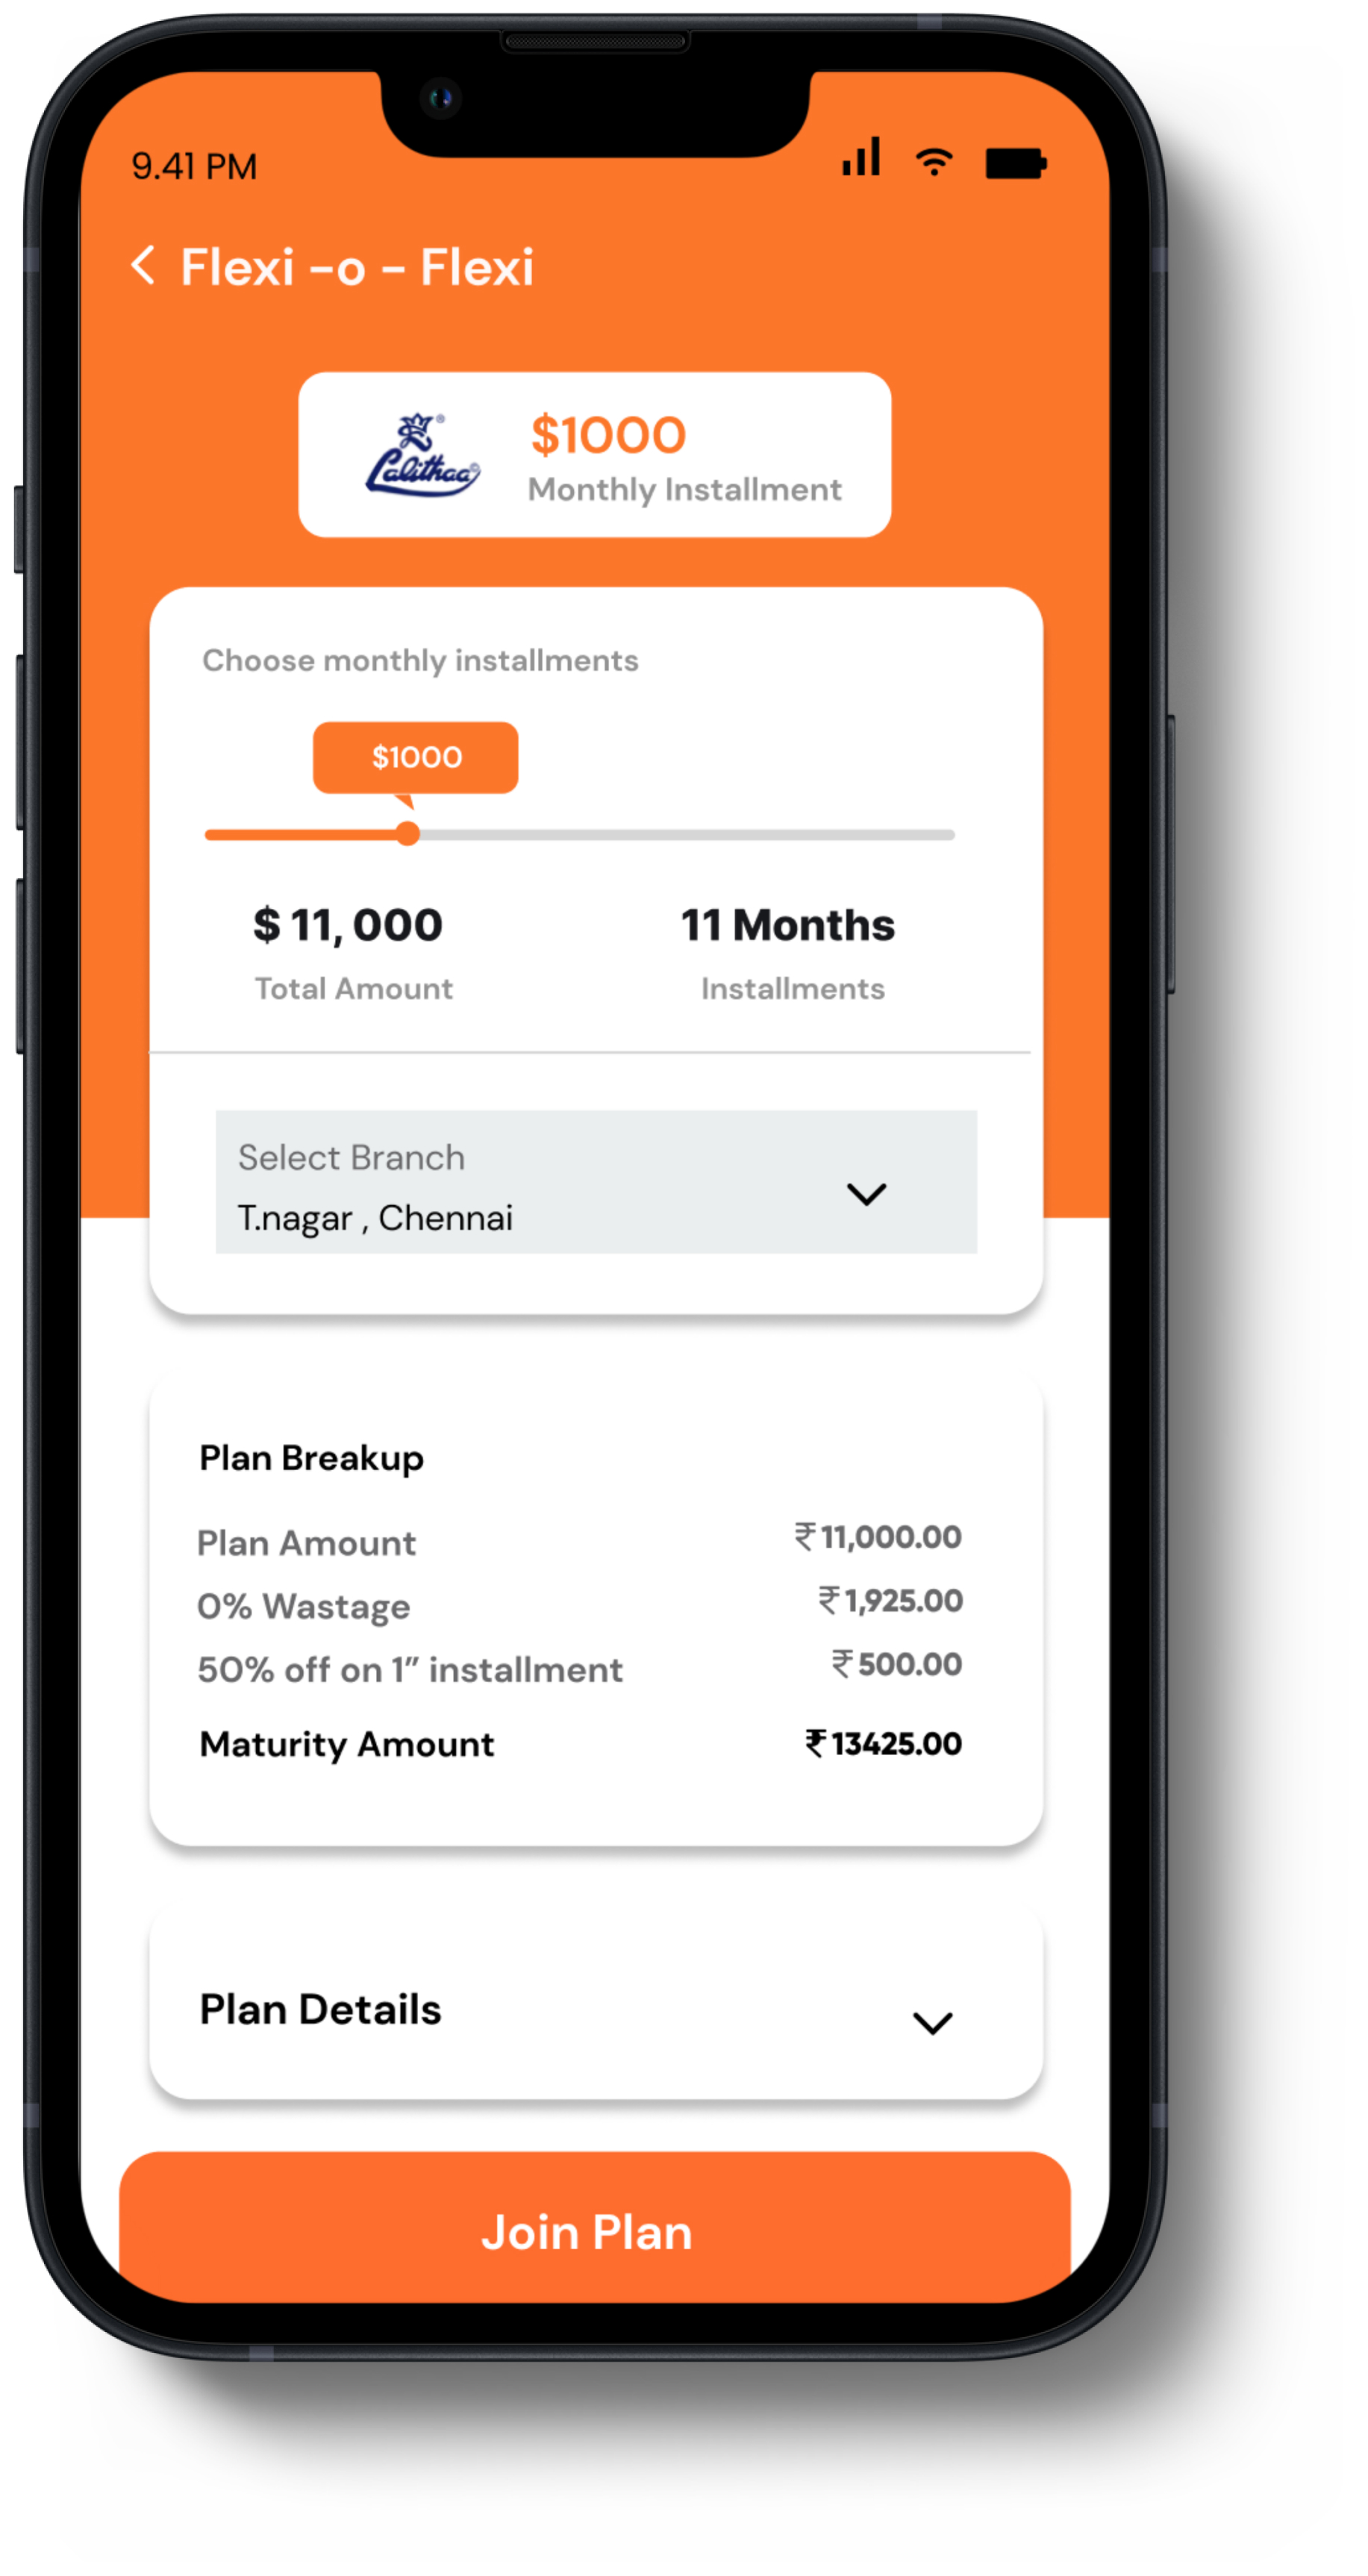 9.41 PM
Flexi -o - Flexi
Lalithaa
$1000
Monthly Installment
Choose monthly installments
$1000
$ 11, 000
11 Months
Total Amount
Installments
Select Branch
T.nagar , Chennai
Plan Breakup
Plan Amount ₹11,000.00
0% Wastage ₹1,925.00
50% off on 1” installment ₹500.00
Maturity Amount ₹13425.00
Plan Details
Join Plan